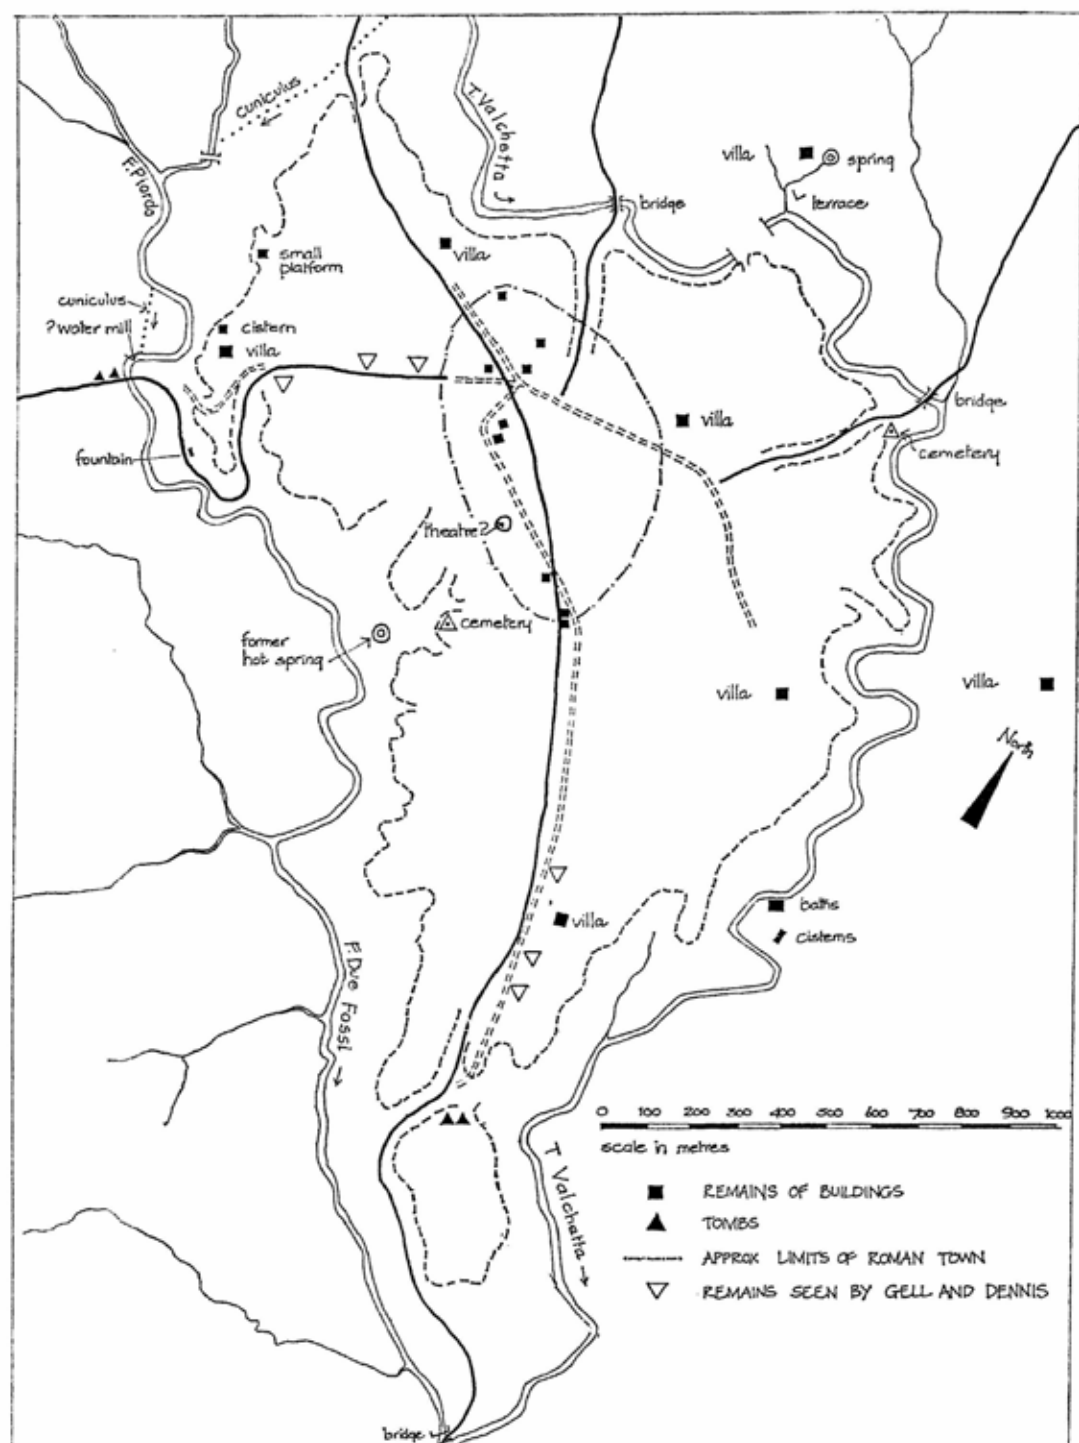 cuniculus
T. Valchetta
F. Piordo
villa
spring
terrace
bridge
villa
small
platform
cuniculus
? water mill
cistern
villa
villa
bridge
cemetery
fountain
theatre?
cemetery
former
hot spring
villa
villa
North
villa
baths
cisterns
F. Due Fossi
T Valchetta
0 100 200 300 400 500 600 700 800 900 1000
scale in metres
REMAINS OF BUILDINGS
TOMBS
APPROX LIMITS OF ROMAN TOWN
REMAINS SEEN BY GELL AND DENNIS
bridge